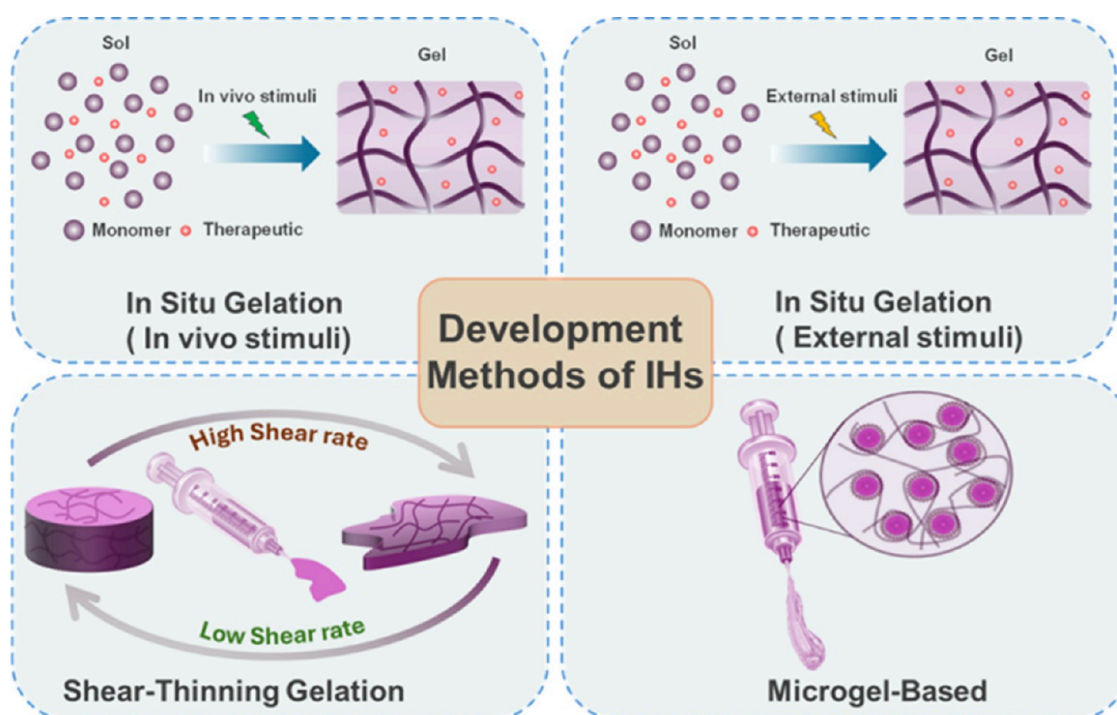 Sol
Gel
In vivo stimuli
Monomer Therapeutic
In Situ Gelation
( In vivo stimuli)
Sol
Gel
External stimuli
Monomer Therapeutic
In Situ Gelation
( External stimuli)
Development
Methods of IHs
High Shear rate
Low Shear rate
Shear-Thinning Gelation
Microgel-Based